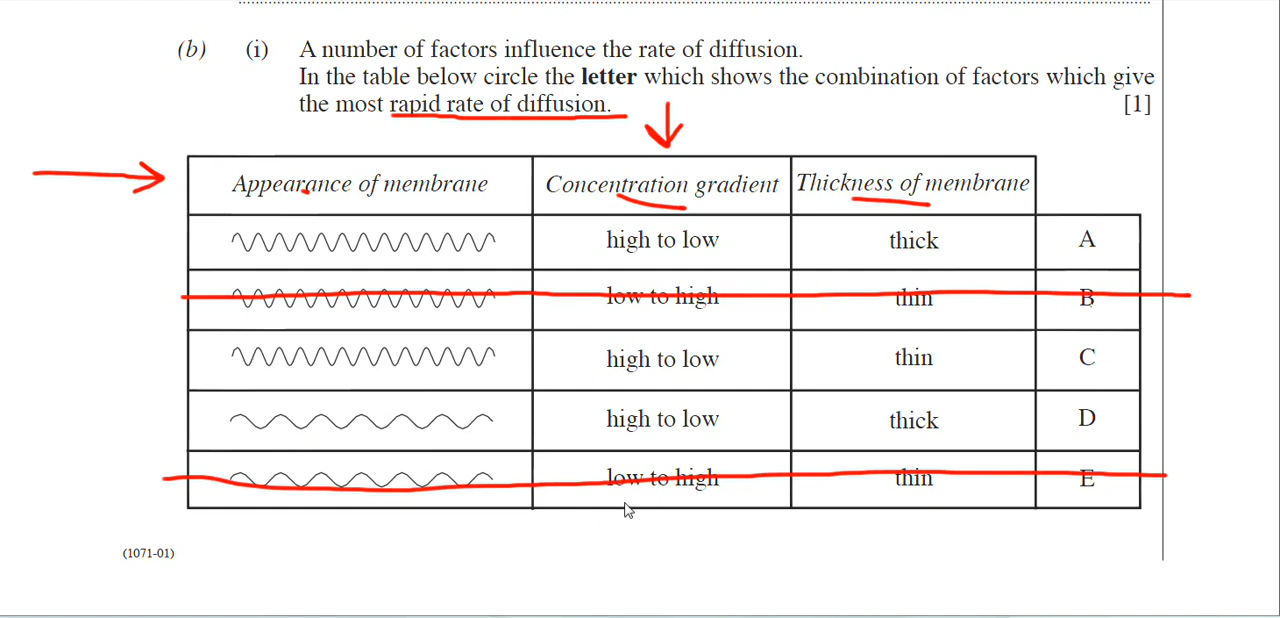 (b) (i) A number of factors influence the rate of diffusion.
In the table below circle the letter which shows the combination of factors which give
the most rapid rate of diffusion. [1]
Appearance of membrane Concentration gradient Thickness of membrane
high to low thick A
low to high thin B
high to low thin C
high to low thick D
low to high thin E
(1071-01)